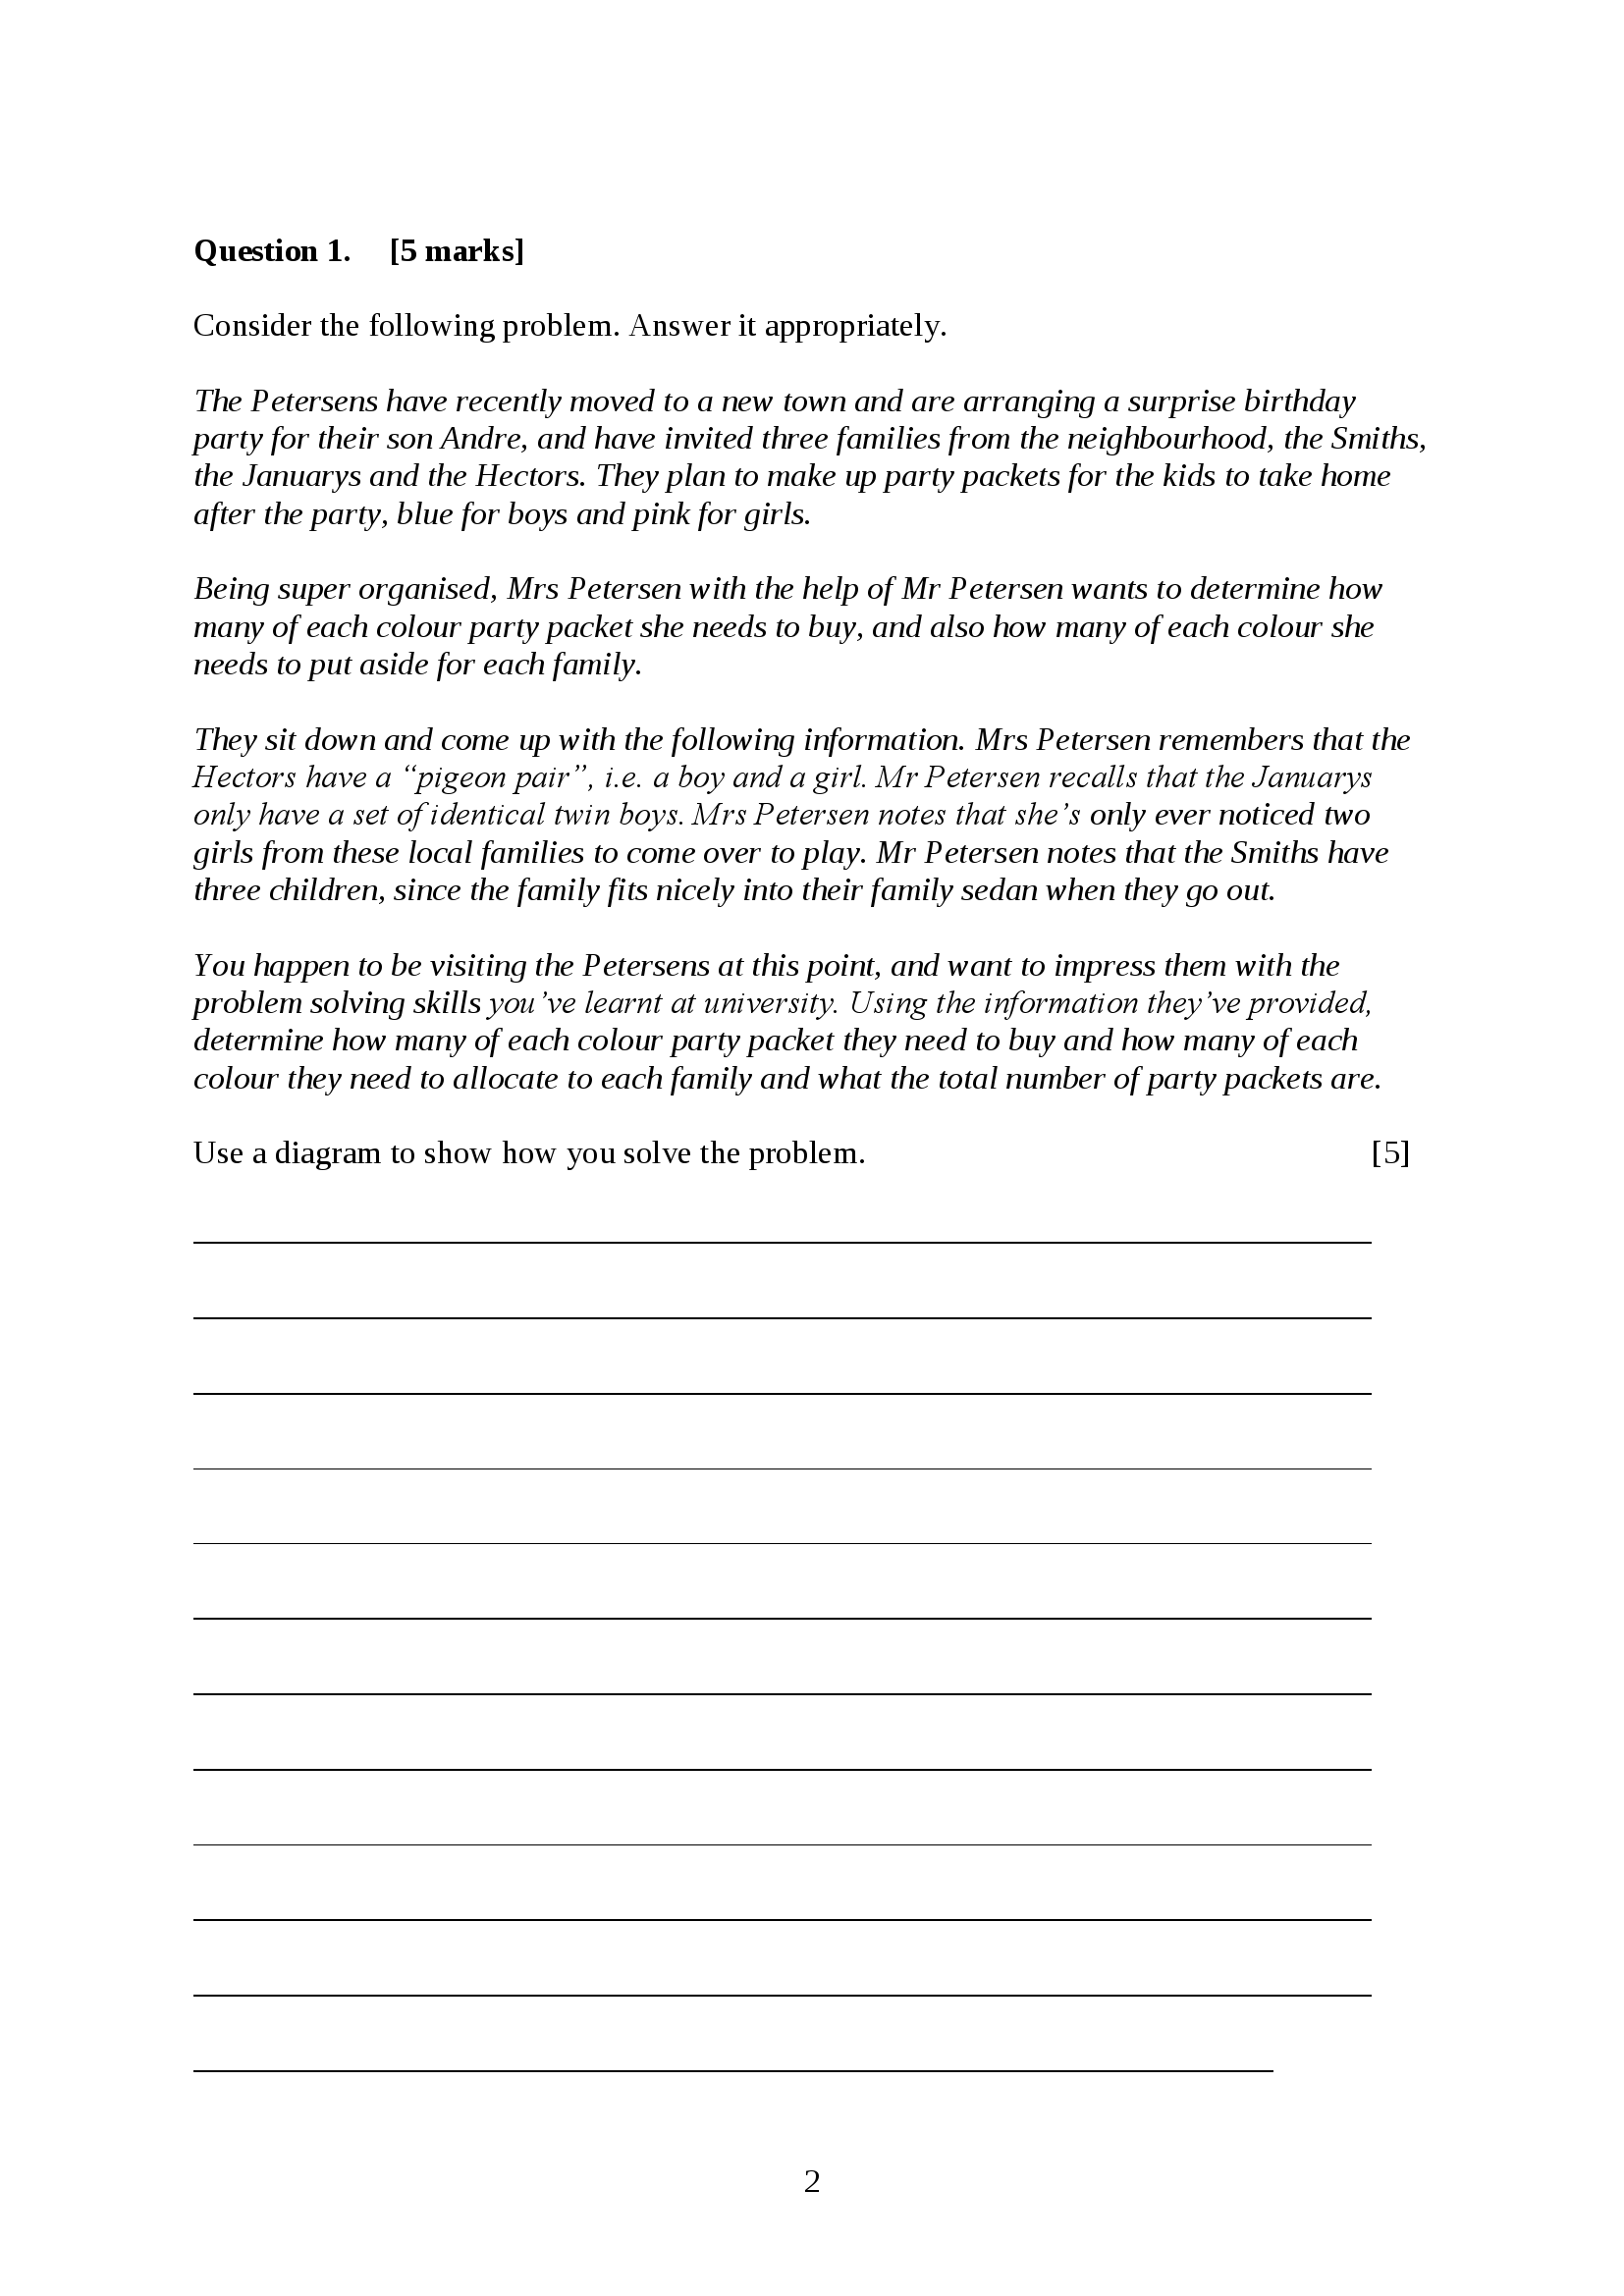 Question 1. [5 marks]
Consider the following problem. Answer it appropriately.
The Petersens have recently moved to a new town and are arranging a surprise birthday
party for their son Andre, and have invited three families from the neighbourhood, the Smiths,
the Januarys and the Hectors. They plan to make up party packets for the kids to take home
after the party, blue for boys and pink for girls.
Being super organised, Mrs Petersen with the help of Mr Petersen wants to determine how
many of each colour party packet she needs to buy, and also how many of each colour she
needs to put aside for each family.
They sit down and come up with the following information. Mrs Petersen remembers that the
Hectors have a “pigeon pair”, i.e. a boy and a girl. Mr Petersen recalls that the Januarys
only have a set of identical twin boys. Mrs Petersen notes that she’s only ever noticed two
girls from these local families to come over to play. Mr Petersen notes that the Smiths have
three children, since the family fits nicely into their family sedan when they go out.
You happen to be visiting the Petersens at this point, and want to impress them with the
problem solving skills you’ve learnt at university. Using the information they’ve provided,
determine how many of each colour party packet they need to buy and how many of each
colour they need to allocate to each family and what the total number of party packets are.
Use a diagram to show how you solve the problem. [5]
2